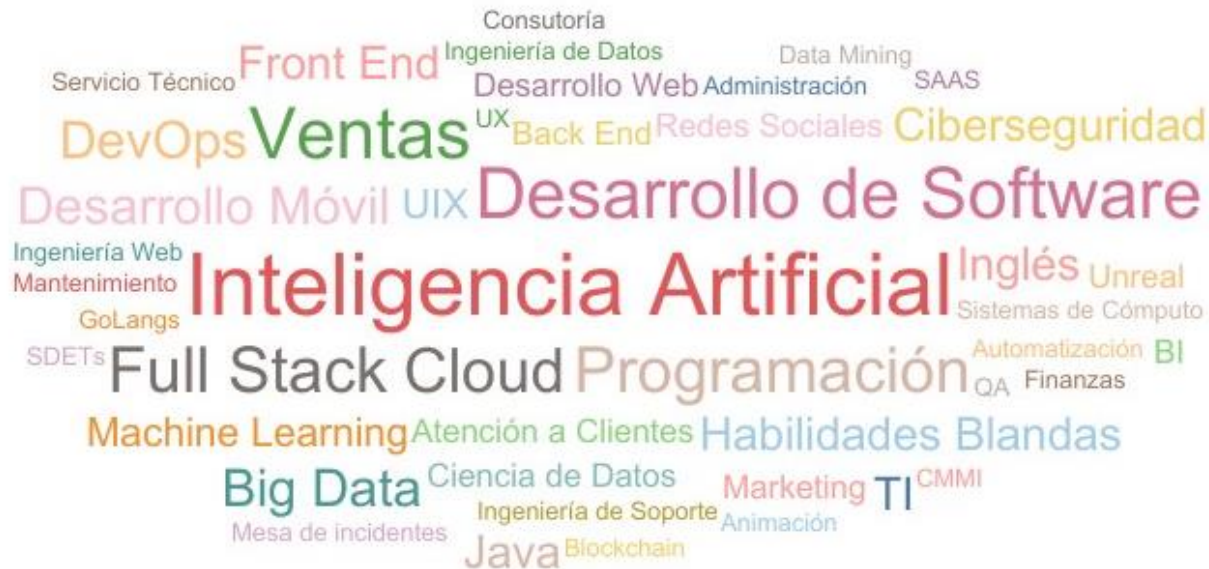 Consutoría
Front End Ingeniería de Datos Data Mining
Servicio Técnico Desarrollo Web Administración SAAS
DevOps Ventas UX Back End Redes Sociales Ciberseguridad
Desarrollo Móvil UIX Desarrollo de Software
Ingeniería Web Inteligencia Artificial Inglés Unreal
Mantenimiento Sistemas de Cómputo
GoLangs
SDETs Full Stack Cloud Programación Automatización BI
QA Finanzas
Machine Learning Atención a Clientes Habilidades Blandas
Big Data Ciencia de Datos Marketing TI CMMI
Mesa de incidentes Ingeniería de Soporte Animación
Java Blockchain